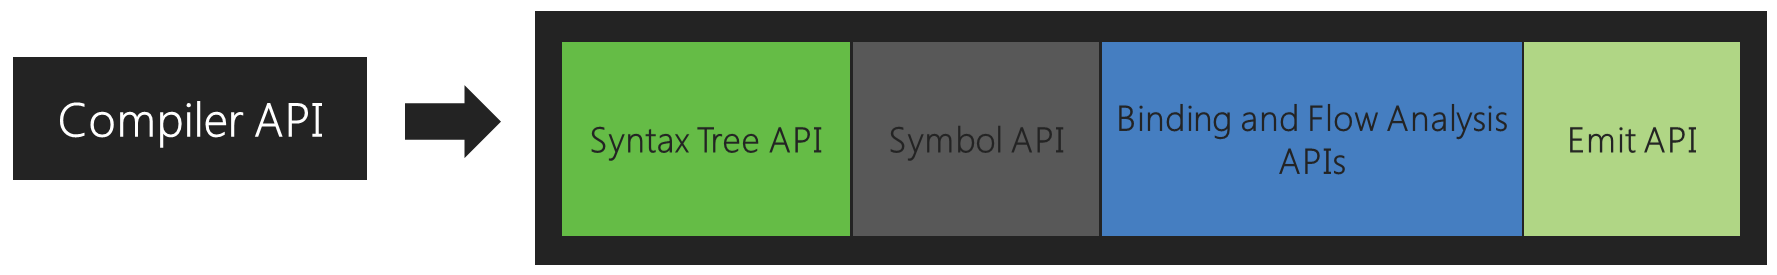 Compiler API
Syntax Tree API
Symbol API
Binding and Flow Analysis
APIs
Emit API